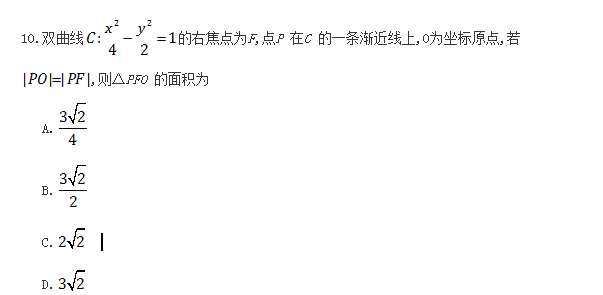 10.双曲线C:x²/4−y²/2=1的右焦点为F,点P 在C 的一条渐近线上,O为坐标原点,若
|PO|=|PF|,则△PFO 的面积为
A. 3√2/4
B. 3√2/2
C. 2√2
D. 3√2